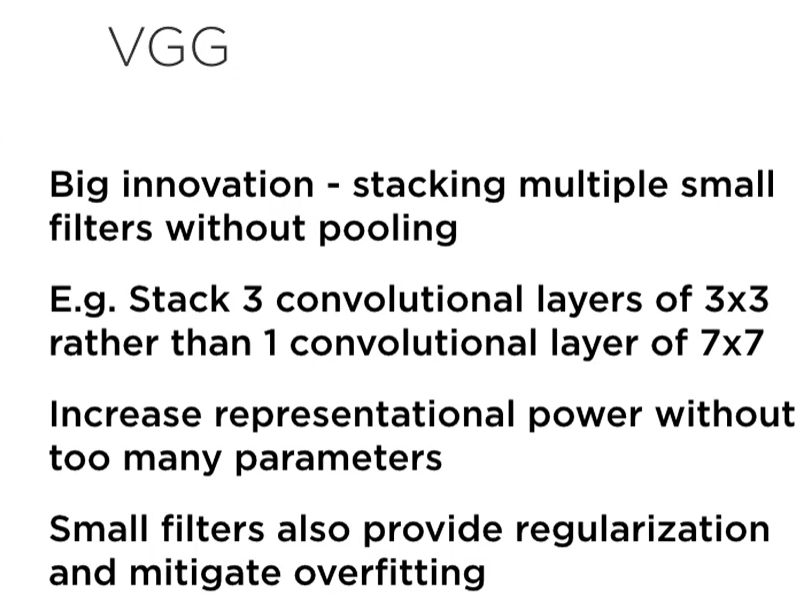 VGG
Big innovation - stacking multiple small
filters without pooling
E.g. Stack 3 convolutional layers of 3x3
rather than 1 convolutional layer of 7x7
Increase representational power without
too many parameters
Small filters also provide regularization
and mitigate overfitting